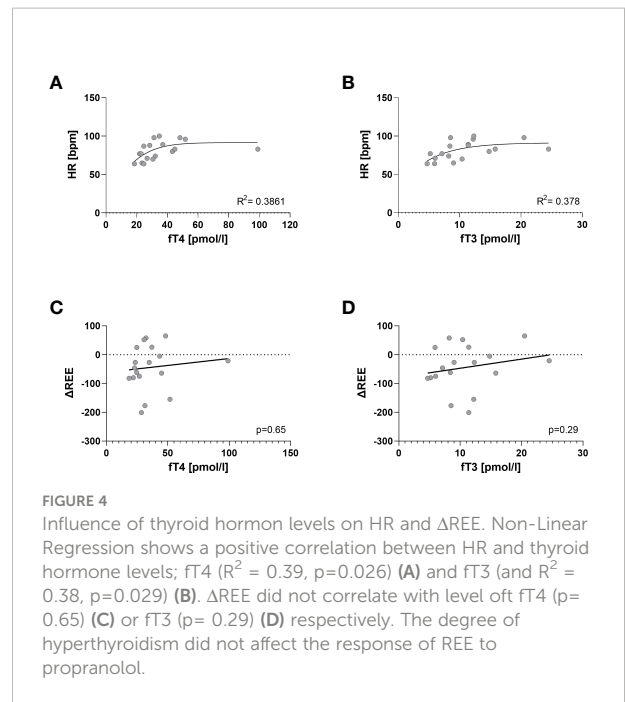 A
HR [bpm]
150
100
50
0
0 20 40 60 80 100 120
fT4 [pmol/l]
R²= 0.3861
B
HR [bpm]
150
100
50
0
0 10 20 30
fT3 [pmol/l]
R²= 0.378
C
ΔREE
100
0
-100
-200
-300
0 50 100 150
fT4 [pmol/l]
p=0.65
D
ΔREE
100
0
-100
-200
-300
0 10 20 30
fT3 [pmol/l]
p=0.29
FIGURE 4
Influence of thyroid hormon levels on HR and ΔREE. Non-Linear
Regression shows a positive correlation between HR and thyroid
hormone levels; fT4 (R² = 0.39, p=0.026) (A) and fT3 (and R² =
0.38, p=0.029) (B). ΔREE did not correlate with level oft fT4 (p=
0.65) (C) or fT3 (p= 0.29) (D) respectively. The degree of
hyperthyroidism did not affect the response of REE to
propranolol.